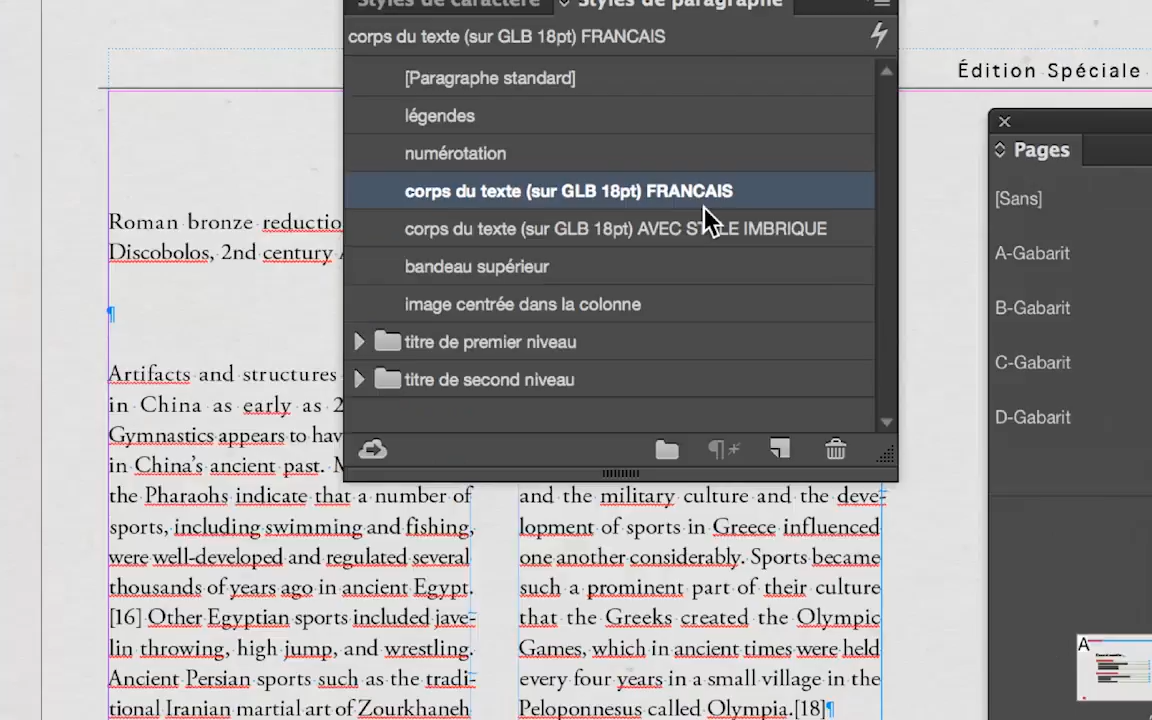 Styles de caractère
Styles de paragraphe
corps du texte (sur GLB 18pt) FRANCAIS
[Paragraphe standard]
légendes
numérotation
corps du texte (sur GLB 18pt) FRANCAIS
corps du texte (sur GLB 18pt) AVEC STYLE IMBRIQUE
bandeau supérieur
image centrée dans la colonne
titre de premier niveau
titre de second niveau
Édition Spéciale
Pages
[Sans]
A-Gabarit
B-Gabarit
C-Gabarit
D-Gabarit
A
Roman bronze reductio
Discobolos, 2nd century
¶
Artifacts and structures
in China as early as 2
Gymnastics appears to hav
in China’s ancient past. M
the Pharaohs indicate that a number of
sports, including swimming and fishing,
were well-developed and regulated several
thousands of years ago in ancient Egypt.
[16] Other Egyptian sports included jave-
lin throwing, high jump, and wrestling.
Ancient Persian sports such as the tradi-
tional Iranian martial art of Zourkhaneh
and the military culture and the deve-
lopment of sports in Greece influenced
one another considerably. Sports became
such a prominent part of their culture
that the Greeks created the Olympic
Games, which in ancient times were held
every four years in a small village in the
Peloponnesus called Olympia.[18]¶